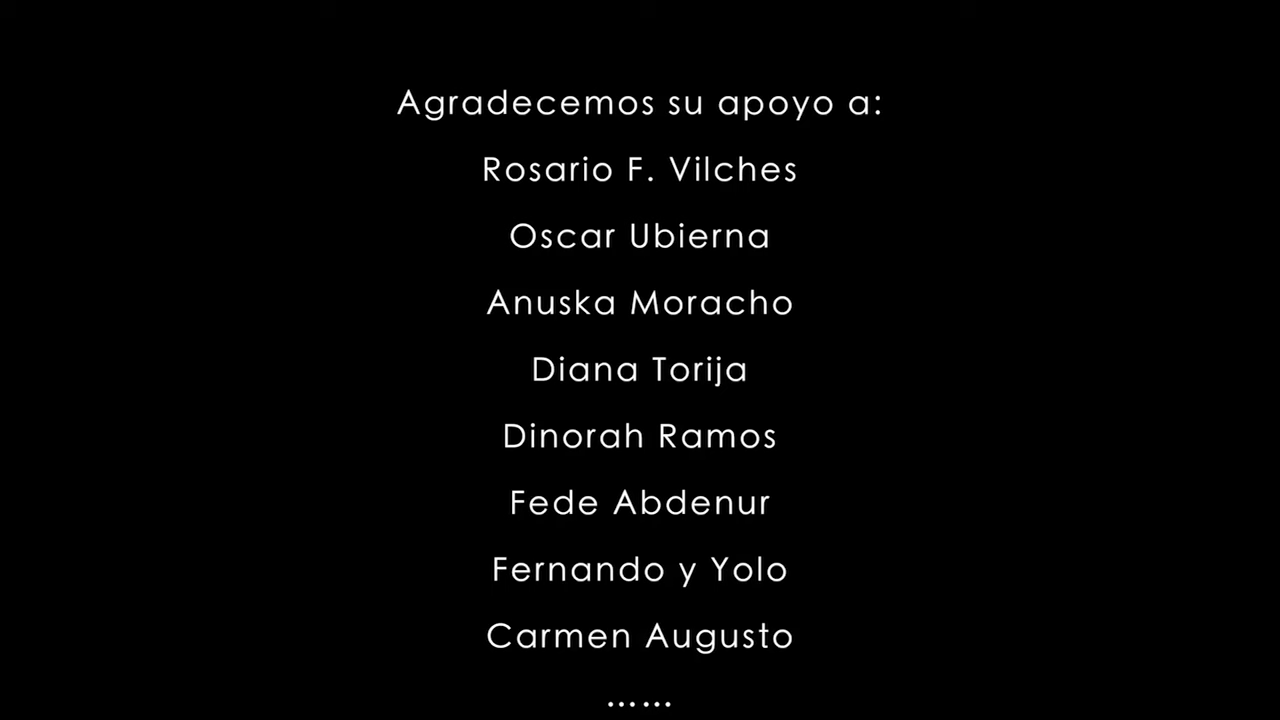 Agradecemos su apoyo a:
Rosario F. Vilches
Oscar Ubierna
Anuska Moracho
Diana Torija
Dinorah Ramos
Fede Abdenur
Fernando y Yolo
Carmen Augusto
......